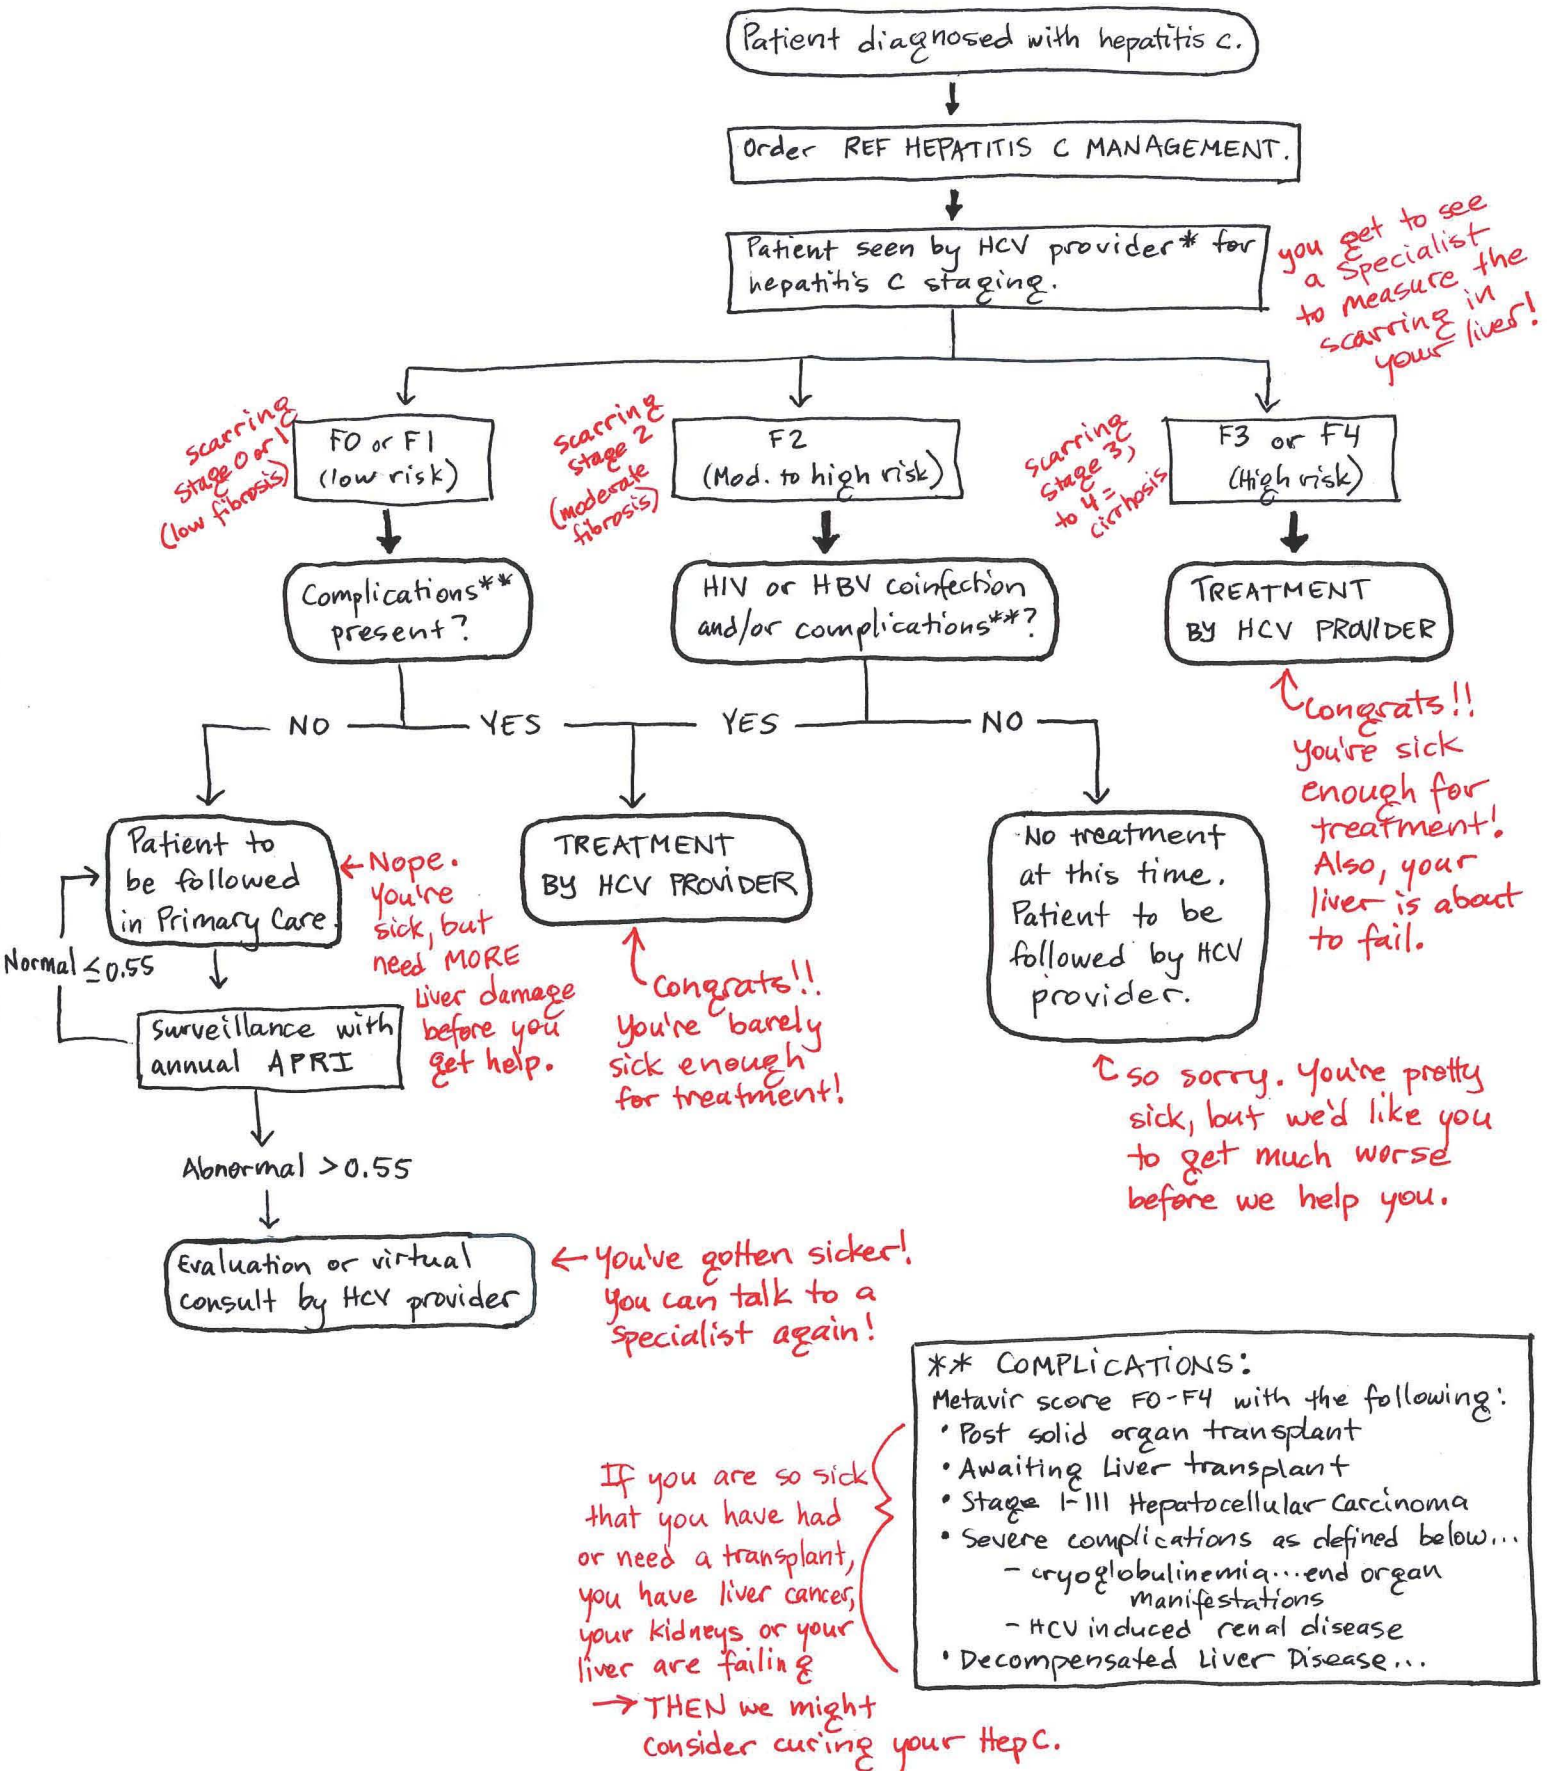 Patient diagnosed with hepatitis c.
Order REF HEPATITIS C MANAGEMENT.
Patient seen by HCV provider* for
hepatitis C staging.
you get to see
a Specialist
to measure the
scarring in
your liver!
scarring
stage 0 or 1
(low fibrosis)
F0 or F1
(low risk)
scarring
stage 2
(moderate
fibrosis)
F2
(Mod. to high risk)
scarring
stage 3,
to 4 =
cirrhosis
F3 or F4
(High risk)
Complications**
present?
HIV or HBV coinfection
and/or complications**?
TREATMENT
BY HCV PROVIDER
NO
YES
YES
NO
Congrats!!
you're sick
enough for
treatment!
Also, your
liver is about
to fail.
Patient to
be followed
in Primary Care.
←Nope.
you're
sick, but
need MORE
Liver damage
before you
get help.
TREATMENT
BY HCV PROVIDER
Congrats!!
you're barely
sick enough
for treatment!
No treatment
at this time.
Patient to be
followed by HCV
provider.
so sorry. You're pretty
sick, but we'd like you
to get much worse
before we help you.
Normal ≤0.55
Surveillance with
annual APRI
Abnormal >0.55
Evaluation or virtual
consult by HCV provider
← You've gotten sicker!
You can talk to a
specialist again!
** COMPLiCATiONS:
Metavir score F0-F4 with the following:
• Post solid organ transplant
• Awaiting Liver transplant
• Stage I-III Hepatocellular Carcinoma
• Severe complications as defined below...
- cryoglobulinemia...end organ
manifestations
- HCV induced renal disease
• Decompensated Liver Disease...
If you are so sick
that you have had
or need a transplant,
you have liver cancer,
your kidneys or your
liver are failing
→ THEN we might
consider curing your Hep C.